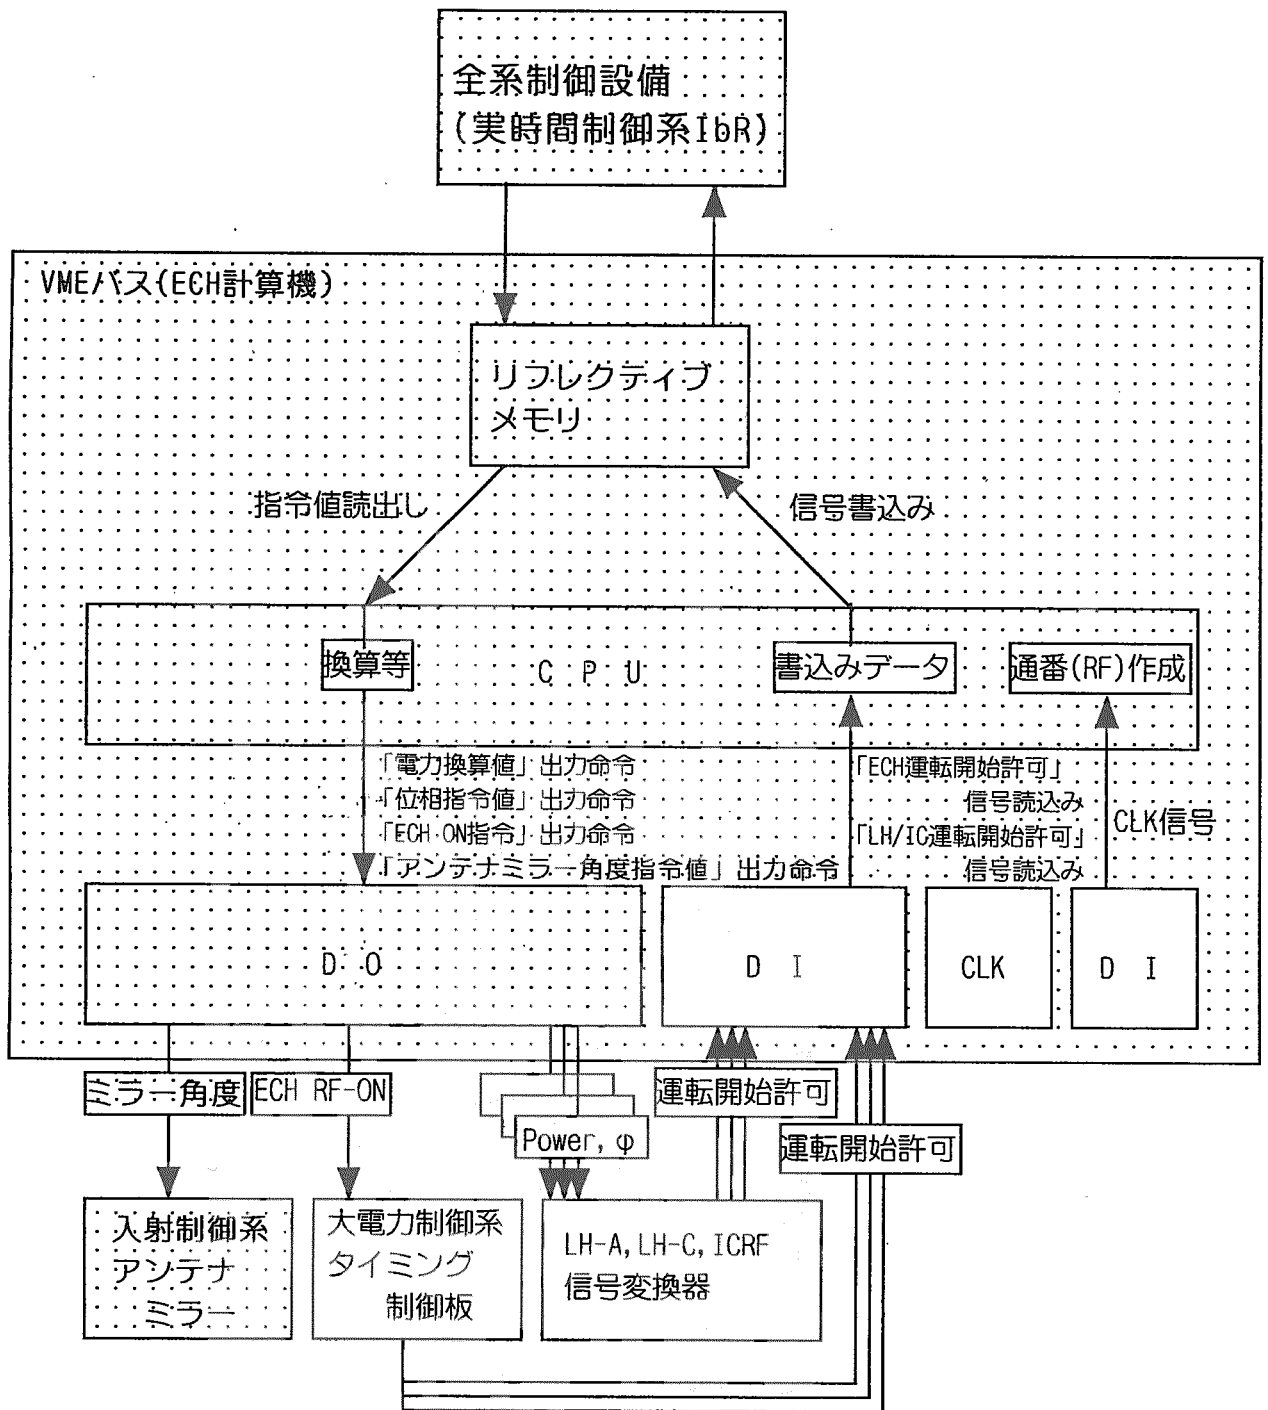 全系制御設備
(実時間制御系IbR)
VMEバス(ECH計算機)
リフレクティブ
メモリ
指令値読出し
信号書込み
換算等
C P U
書込みデータ
通番(RF)作成
「電力換算値」出力命令
「位相指令値」出力命令
「ECH ON指令」出力命令
「アンテナミラー角度指令値」出力命令
「ECH運転開始許可」
信号読込み
「LH/IC運転開始許可」
信号読込み
CLK信号
D O
D I
CLK
D I
ミラー角度
ECH RF-ON
Power, φ
運転開始許可
運転開始許可
入射制御系
アンテナ
ミラー
大電力制御系
タイミング
制御板
LH-A, LH-C, ICRF
信号変換器